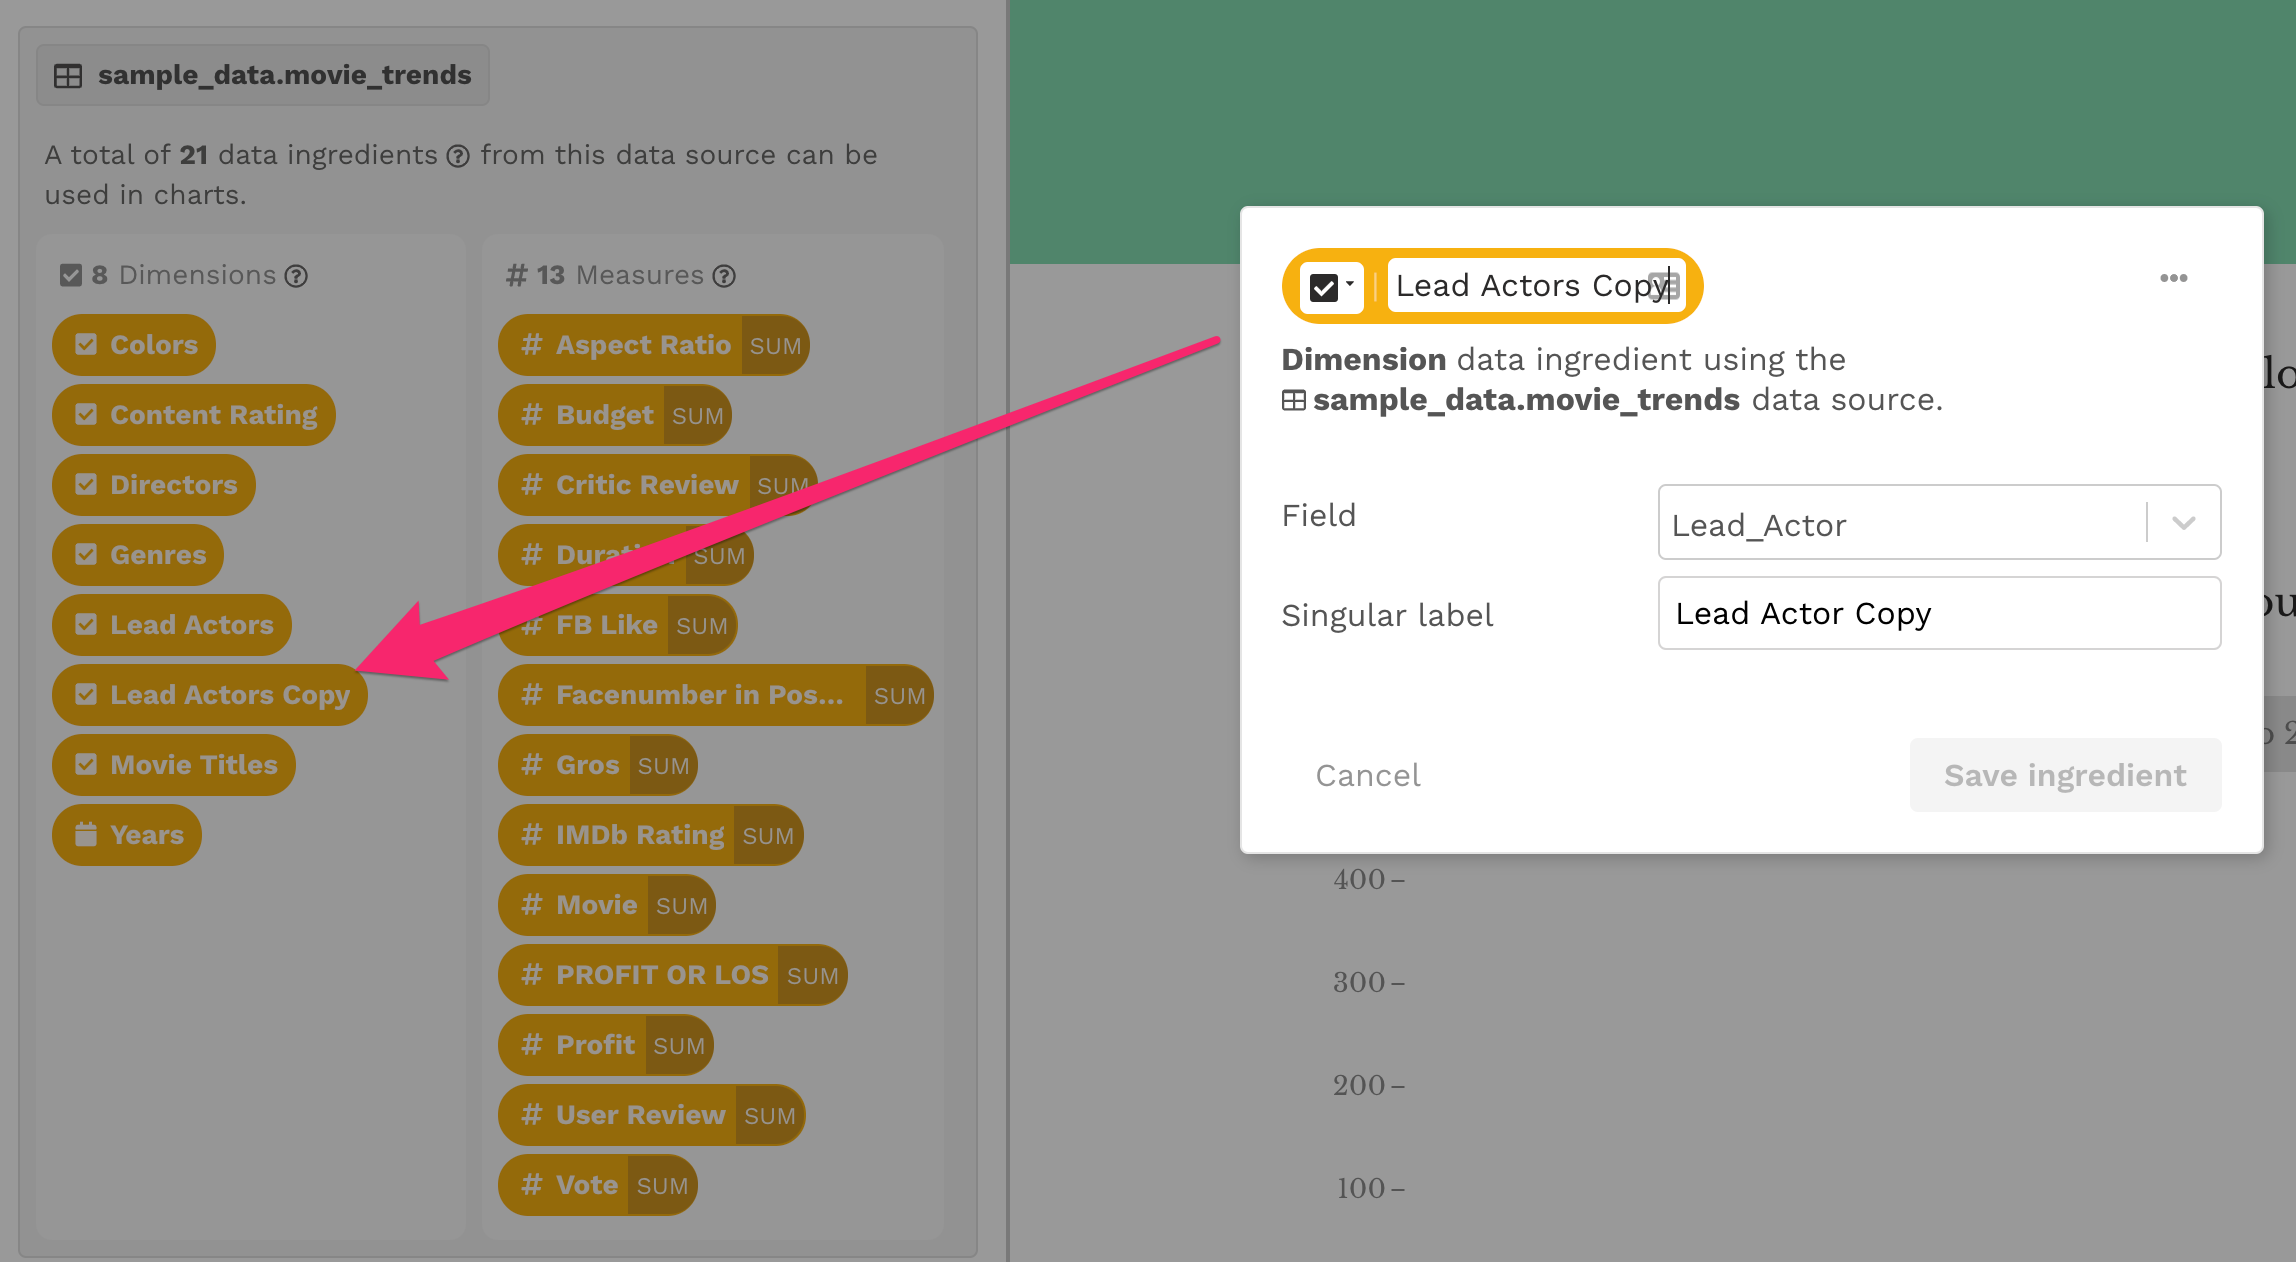 sample_data.movie_trends
A total of 21 data ingredients ? from this data source can be
used in charts.
8 Dimensions ?
Colors
Content Rating
Directors
Genres
Lead Actors
Lead Actors Copy
Movie Titles
Years
# 13 Measures ?
# Aspect Ratio SUM
# Budget SUM
# Critic Review SUM
# SUM
# FB Like SUM
# Facenumber in Pos... SUM
# Gros SUM
# IMDb Rating SUM
# Movie SUM
# PROFIT OR LOS SUM
# Profit SUM
# User Review SUM
# Vote SUM
Lead Actors Copy
Dimension data ingredient using the
sample_data.movie_trends data source.
Field
Lead_Actor
Singular label
Lead Actor Copy
Cancel
Save ingredient
400
300
200
100